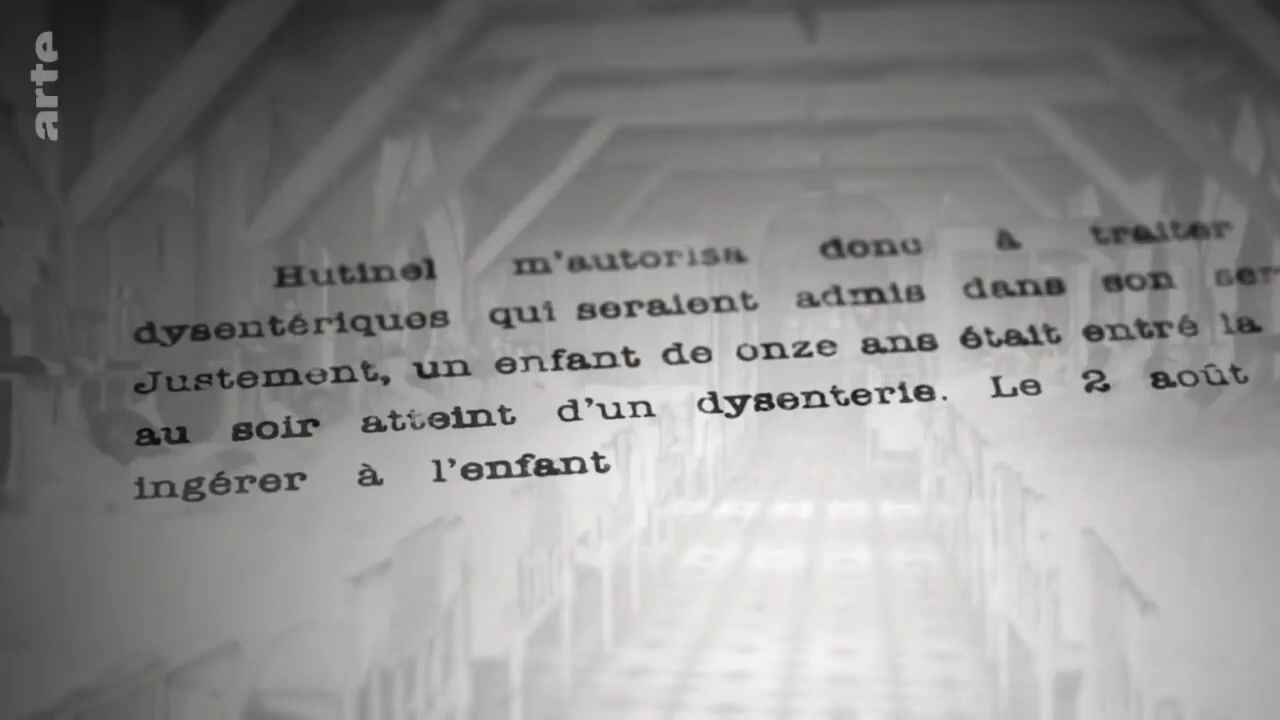 arte
Hutinel m'autorisa donc à traiter
dysentériques qui seraient admis dans son
Justement, un enfant de onze ans était entré la
au soir atteint d'un dysenterie. Le 2 août
ingérer à l'enfant